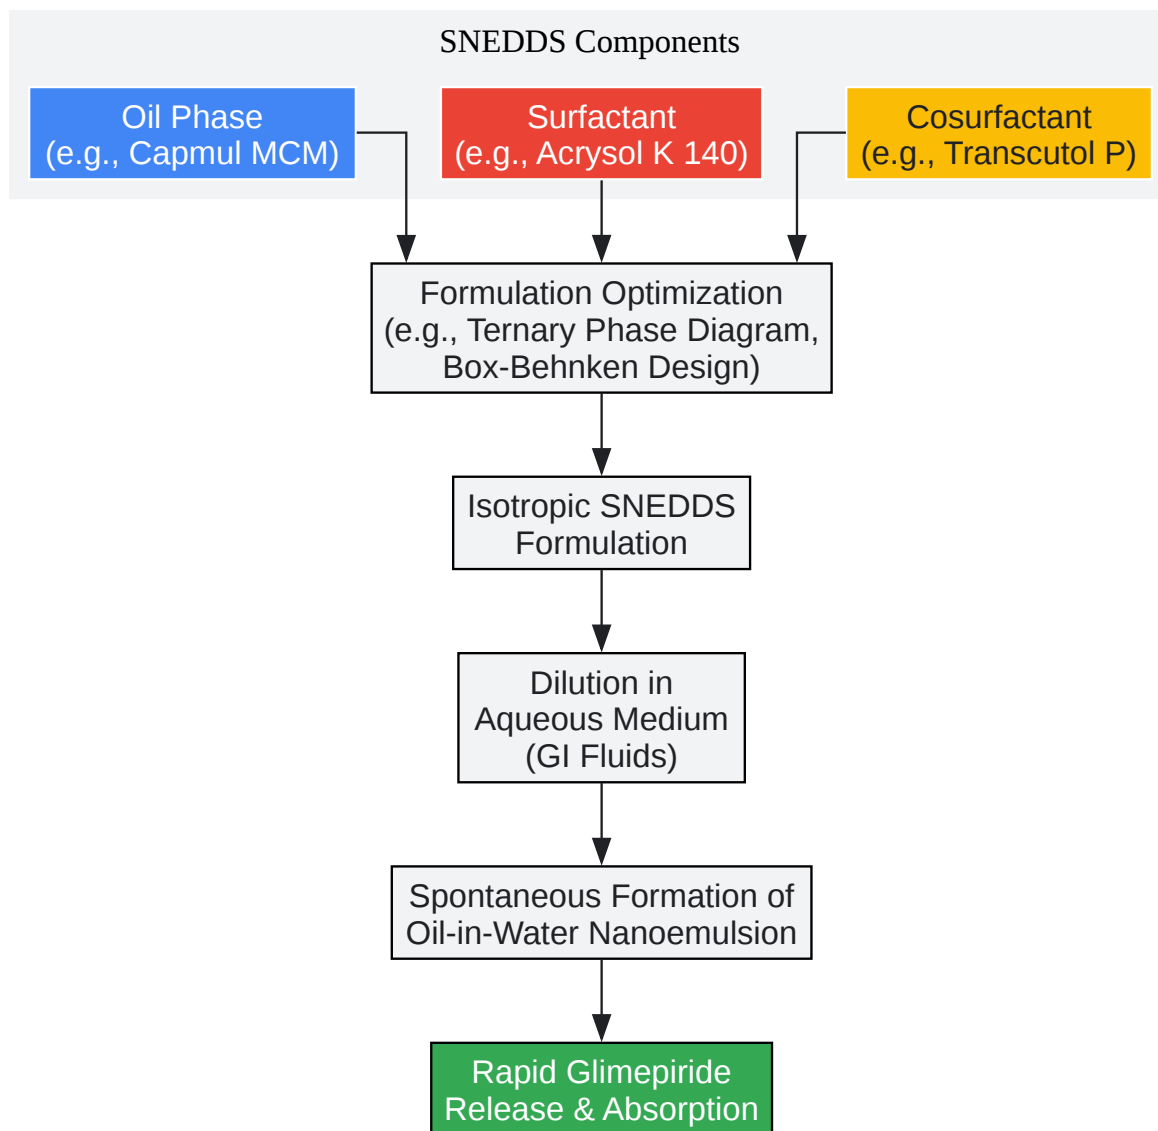 SNEDDS Components
Oil Phase
(e.g., Capmul MCM)
Surfactant
(e.g., Acrysol K 140)
Cosurfactant
(e.g., Transcutol P)
Formulation Optimization
(e.g., Ternary Phase Diagram,
Box-Behnken Design)
Isotropic SNEDDS
Formulation
Dilution in
Aqueous Medium
(GI Fluids)
Spontaneous Formation of
Oil-in-Water Nanoemulsion
Rapid Glimepiride
Release & Absorption